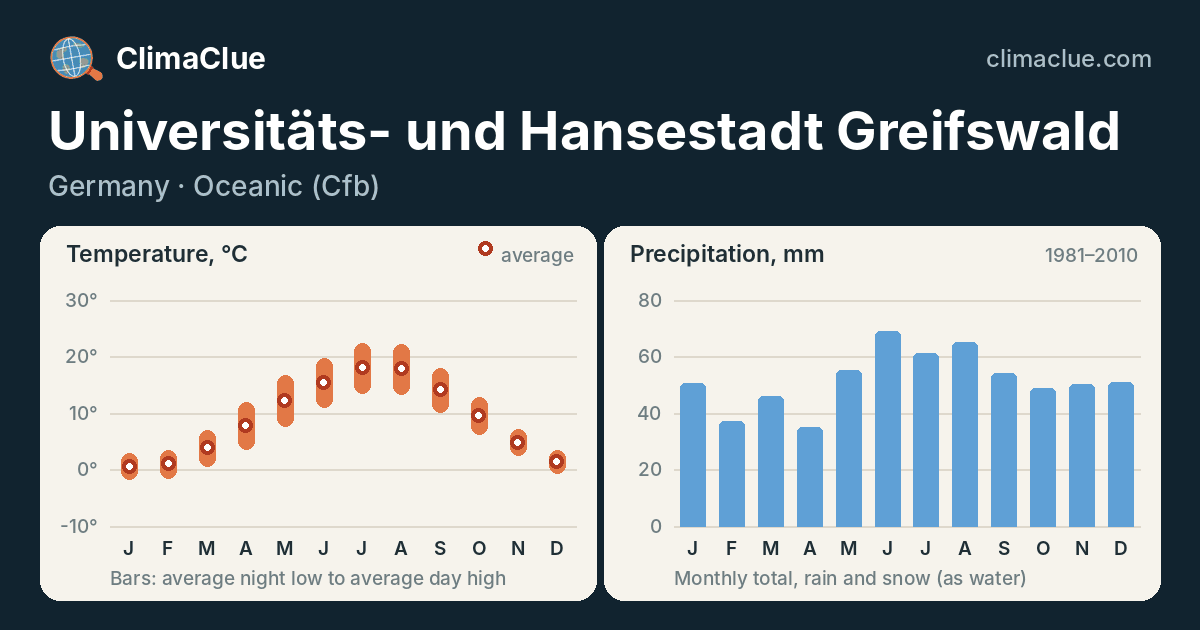 ClimaClue
climaclue.com
Universitäts- und Hansestadt Greifswald
Germany · Oceanic (Cfb)
Temperature, °C
average
30°
20°
10°
0°
-10°
J F M A M J J A S O N D
Bars: average night low to average day high
Precipitation, mm
1981–2010
80
60
40
20
0
J F M A M J J A S O N D
Monthly total, rain and snow (as water)